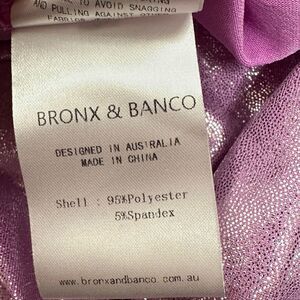 TO AVOID SNAGGING
AND PULLING AGAINST
BRONX & BANCO
DESIGNED IN AUSTRALIA
MADE IN CHINA
Shell : 95%Polyester
5%Spandex
www.bronxandbanco.com.au